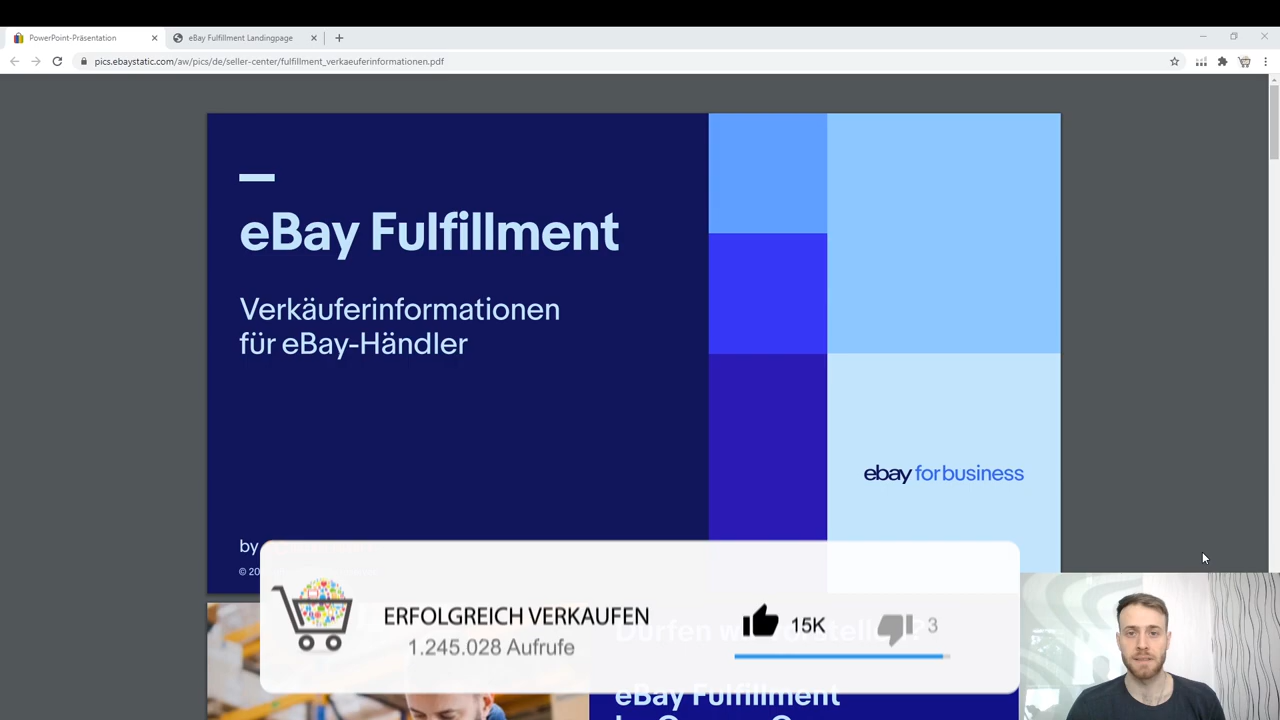 PowerPoint-Präsentation
eBay Fulfillment Landingpage
pics.ebaystatic.com/aw/pics/de/seller-center/fulfillment_verkaeuferinformationen.pdf
eBay Fulfillment
Verkäuferinformationen
für eBay-Händler
ebay for business
by
© 20
ERFOLGREICH VERKAUFEN
1.245.028 Aufrufe
15K
3
eBay Fulfillment